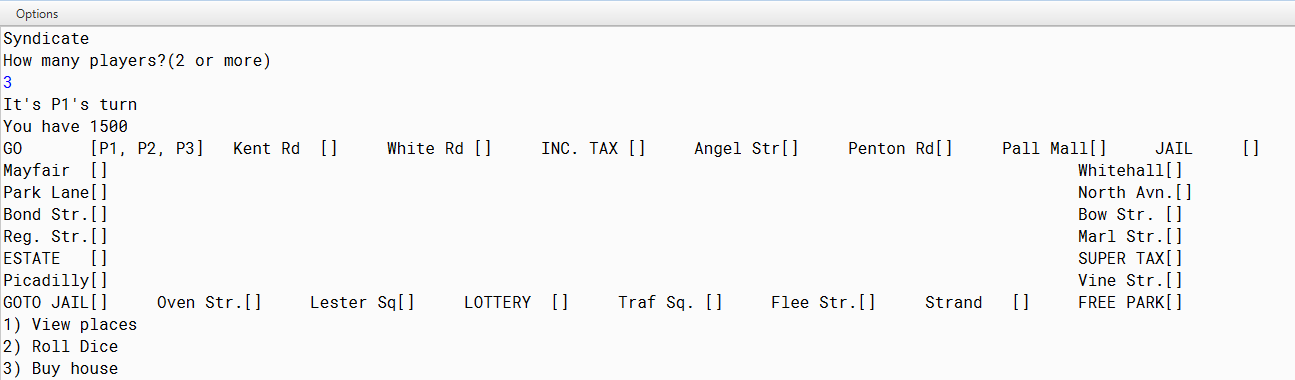 Options
Syndicate
How many players?(2 or more)
3
It's P1's turn
You have 1500
GO       [P1, P2, P3]   Kent Rd  []     White Rd []     INC. TAX []     Angel Str[]     Penton Rd[]     Pall Mall[]     JAIL     []
Mayfair  []                                                                                                     Whitehall[]
Park Lane[]                                                                                                     North Avn.[]
Bond Str.[]                                                                                                     Bow Str. []
Reg. Str.[]                                                                                                     Marl Str.[]
ESTATE   []                                                                                                     SUPER TAX[]
Picadilly[]                                                                                                     Vine Str.[]
GOTO JAIL[]     Oven Str.[]     Lester Sq[]     LOTTERY  []     Traf Sq. []     Flee Str.[]     Strand   []     FREE PARK[]
1) View places
2) Roll Dice
3) Buy house